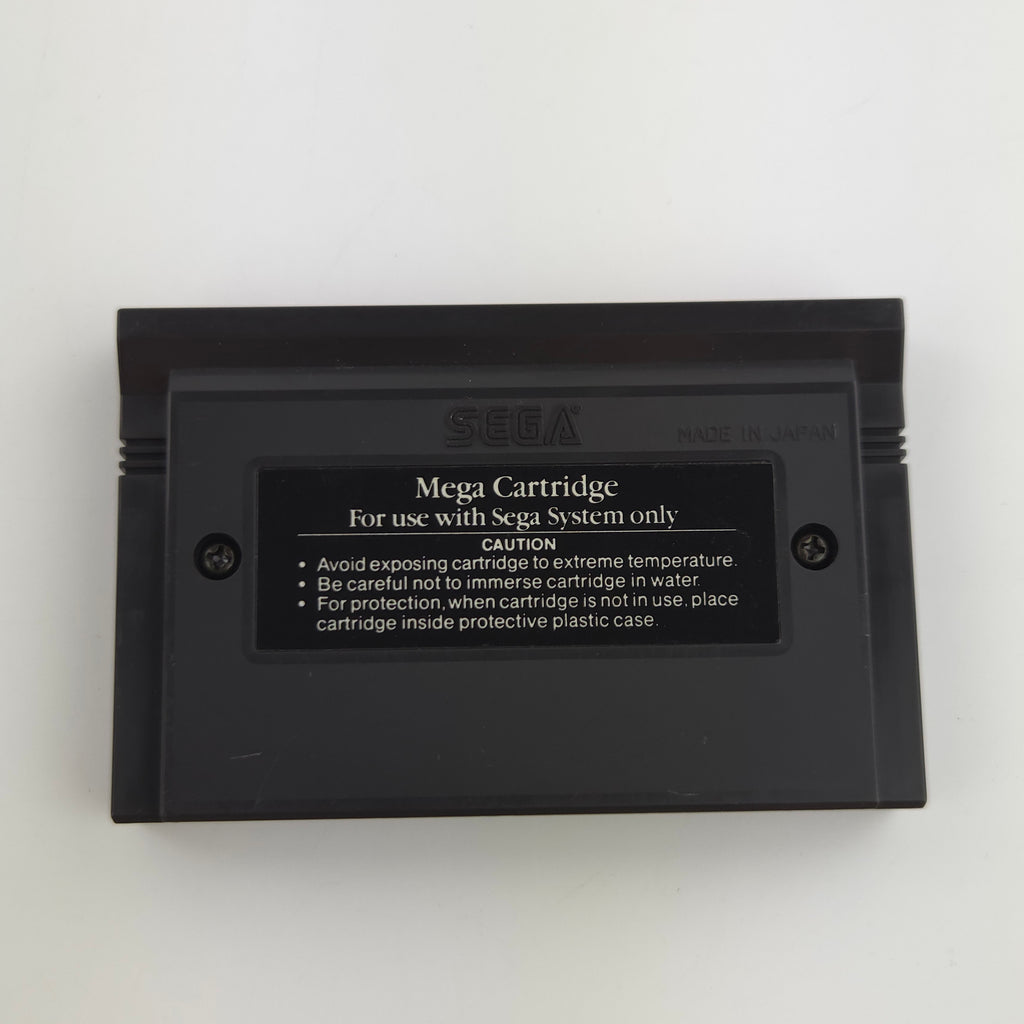 SEGA®
MADE IN JAPAN
Mega Cartridge
For use with Sega System only
CAUTION
• Avoid exposing cartridge to extreme temperature.
• Be careful not to immerse cartridge in water.
• For protection, when cartridge is not in use, place
cartridge inside protective plastic case.